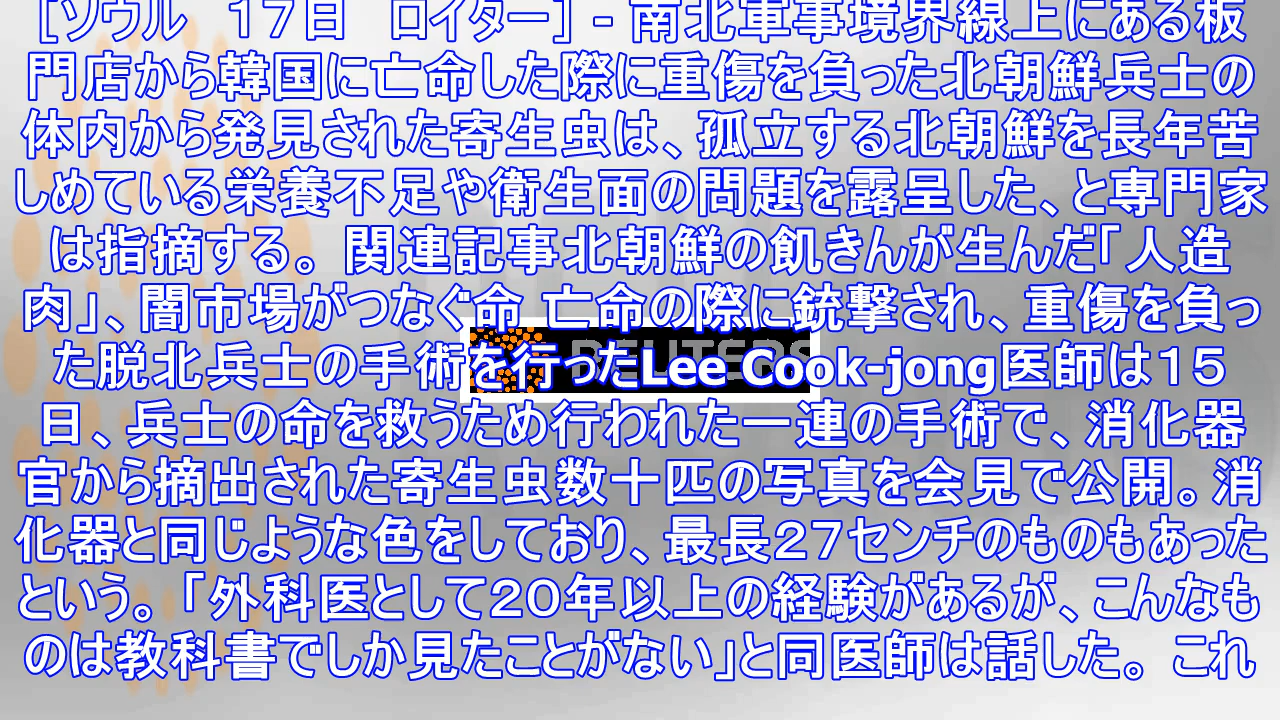 ［ソウル　１７日　ロイター］ - 南北軍事境界線上にある板
門店から韓国に亡命した際に重傷を負った北朝鮮兵士の
体内から発見された寄生虫は、孤立する北朝鮮を長年苦
しめている栄養不足や衛生面の問題を露呈した、と専門家
は指摘する。 関連記事北朝鮮の飢きんが生んだ「人造
肉」、闇市場がつなぐ命 亡命の際に銃撃され、重傷を負っ
た脱北兵士の手術を行ったLee Cook-jong医師は１５
日、兵士の命を救うため行われた一連の手術で、消化器
官から摘出された寄生虫数十匹の写真を会見で公開。消
化器と同じような色をしており、最長２７センチのものもあった
という。「外科医として２０年以上の経験があるが、こんなも
のは教科書でしか見たことがない」と同医師は話した。 これ
REUTERS